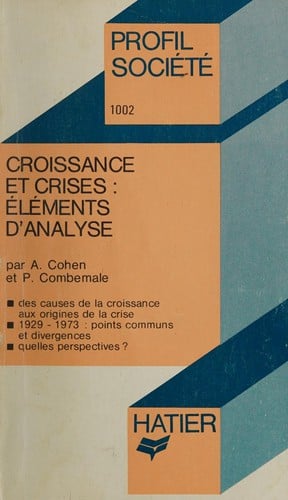 PROFIL
SOCIÉTÉ
1002
CROISSANCE
ET CRISES :
ÉLÉMENTS
D'ANALYSE
par A. Cohen
et P. Combemale
■ des causes de la croissance
aux origines de la crise
■ 1929 - 1973 : points communs
et divergences
■ quelles perspectives ?
HATIER